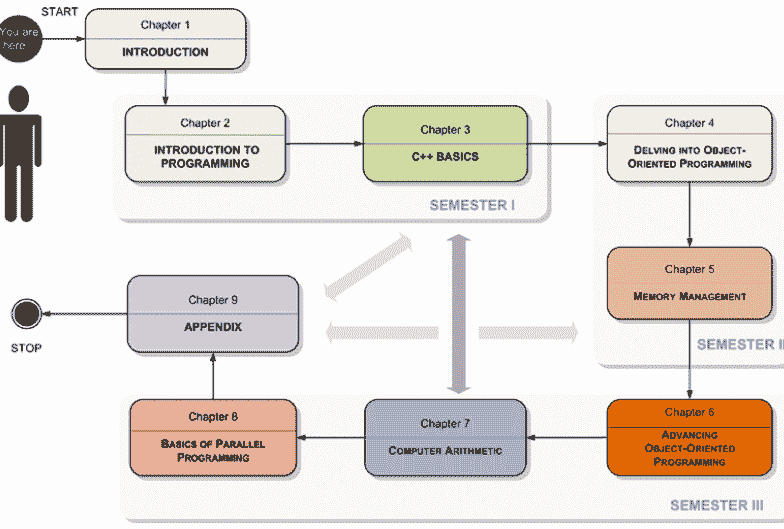 START
You are
here
Chapter 1
INTRODUCTION
Chapter 2
INTRODUCTION TO
PROGRAMMING
Chapter 3
C++ BASICS
Chapter 4
DELVING INTO OBJECT-
ORIENTED PROGRAMMING
SEMESTER I
Chapter 5
MEMORY MANAGEMENT
SEMESTER II
Chapter 9
APPENDIX
STOP
Chapter 8
BASICS OF PARALLEL
PROGRAMMING
Chapter 7
COMPUTER ARITHMETIC
Chapter 6
ADVANCING
OBJECT-ORIENTED
PROGRAMMING
SEMESTER III